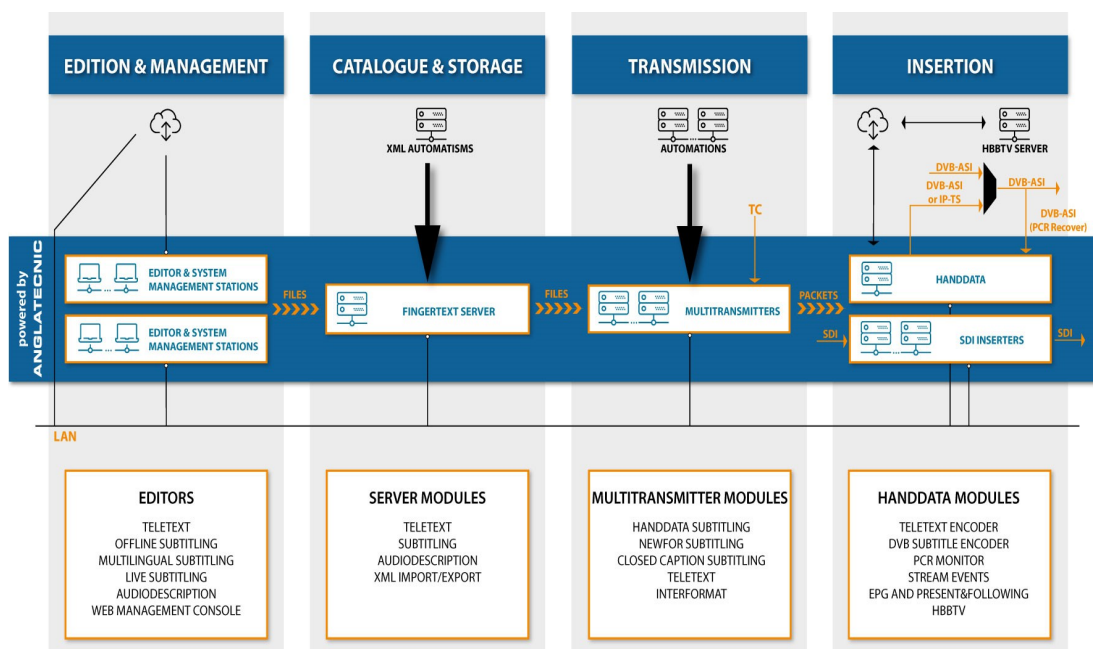 EDITION & MANAGEMENT
CATALOGUE & STORAGE
TRANSMISSION
INSERTION
XML AUTOMATISMS
AUTOMATIONS
HBBTV SERVER
DVB-ASI
DVB-ASI
or IP-TS
DVB-ASI
DVB-ASI
(PCR Recover)
TC
powered by
ANGLATECNIC
EDITOR & SYSTEM
MANAGEMENT STATIONS
EDITOR & SYSTEM
MANAGEMENT STATIONS
FILES
FINGERTEXT SERVER
FILES
MULTITRANSMITTERS
PACKETS
HANDDATA
SDI
SDI INSERTERS
SDI
LAN
EDITORS
TELETEXT
OFFLINE SUBTITLING
MULTILINGUAL SUBTITLING
LIVE SUBTITLING
AUDIODESCRIPTION
WEB MANAGEMENT CONSOLE
SERVER MODULES
TELETEXT
SUBTITLING
AUDIODESCRIPTION
XML IMPORT/EXPORT
MULTITRANSMITTER MODULES
HANDDATA SUBTITLING
NEWFOR SUBTITLING
CLOSED CAPTION SUBTITLING
TELETEXT
INTERFORMAT
HANDDATA MODULES
TELETEXT ENCODER
DVB SUBTITLE ENCODER
PCR MONITOR
STREAM EVENTS
EPG AND PRESENT&FOLLOWING
HBBTV